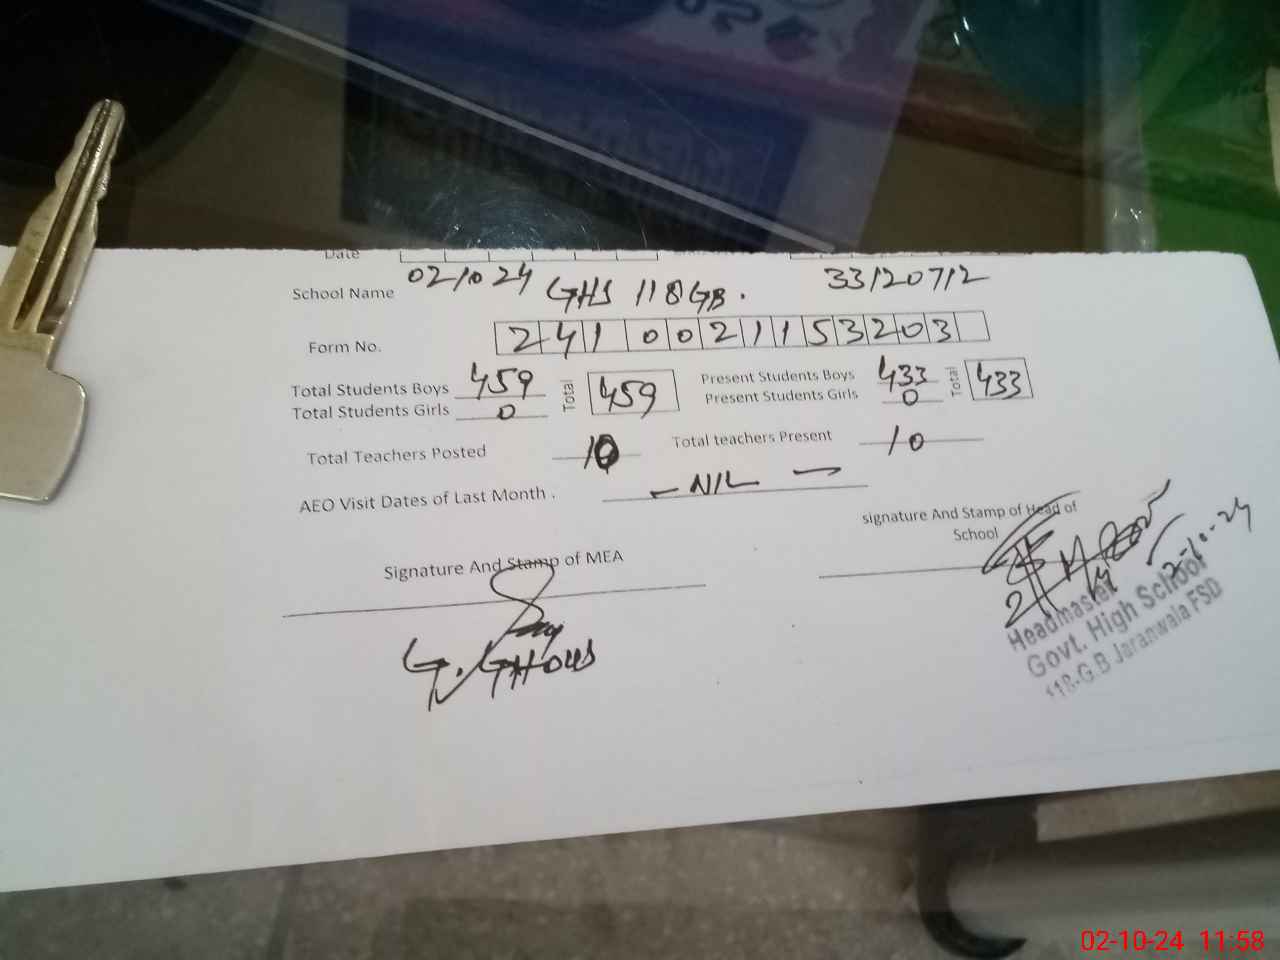 Date
02/10 24
33120712
School Name
GHS 118GB.
Form No. 241 00211153203
Total Students Boys 459 Total 459 Present Students Boys 433 Total 433
Total Students Girls 0 Present Students Girls 0
Total Teachers Posted 10 Total teachers Present 10
AEO Visit Dates of Last Month . - NIL -
signature And Stamp of Head of
School
Signature And Stamp of MEA
G. GHOUS
2-10-24
Headmaster
Govt. High School
118-G.B Jaranwala FSD
02-10-24 11:58